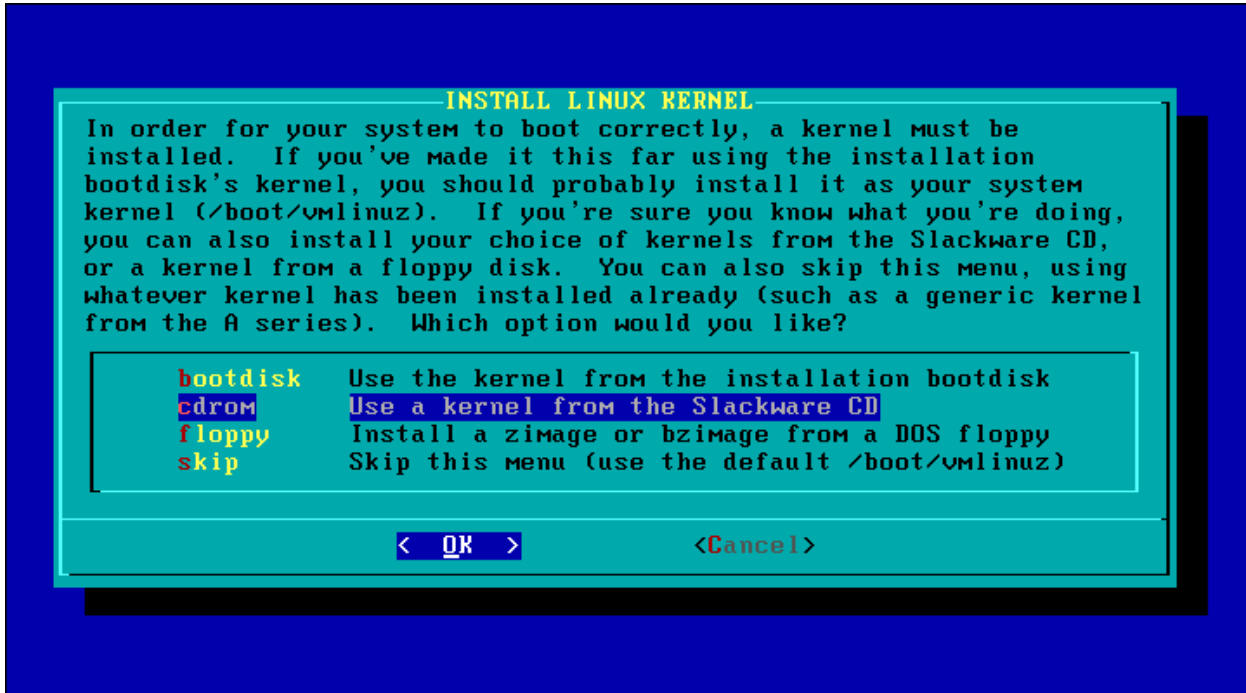 INSTALL LINUX KERNEL
In order for your system to boot correctly, a kernel must be
installed.  If you've made it this far using the installation
bootdisk's kernel, you should probably install it as your system
kernel (/boot/vmlinuz).  If you're sure you know what you're doing,
you can also install your choice of kernels from the Slackware CD,
or a kernel from a floppy disk.  You can also skip this menu, using
whatever kernel has been installed already (such as a generic kernel
from the A series).  Which option would you like?
bootdisk   Use the kernel from the installation bootdisk
cdrom      Use a kernel from the Slackware CD
floppy     Install a zimage or bzimage from a DOS floppy
skip       Skip this menu (use the default /boot/vmlinuz)
<  OK  >           <Cancel>